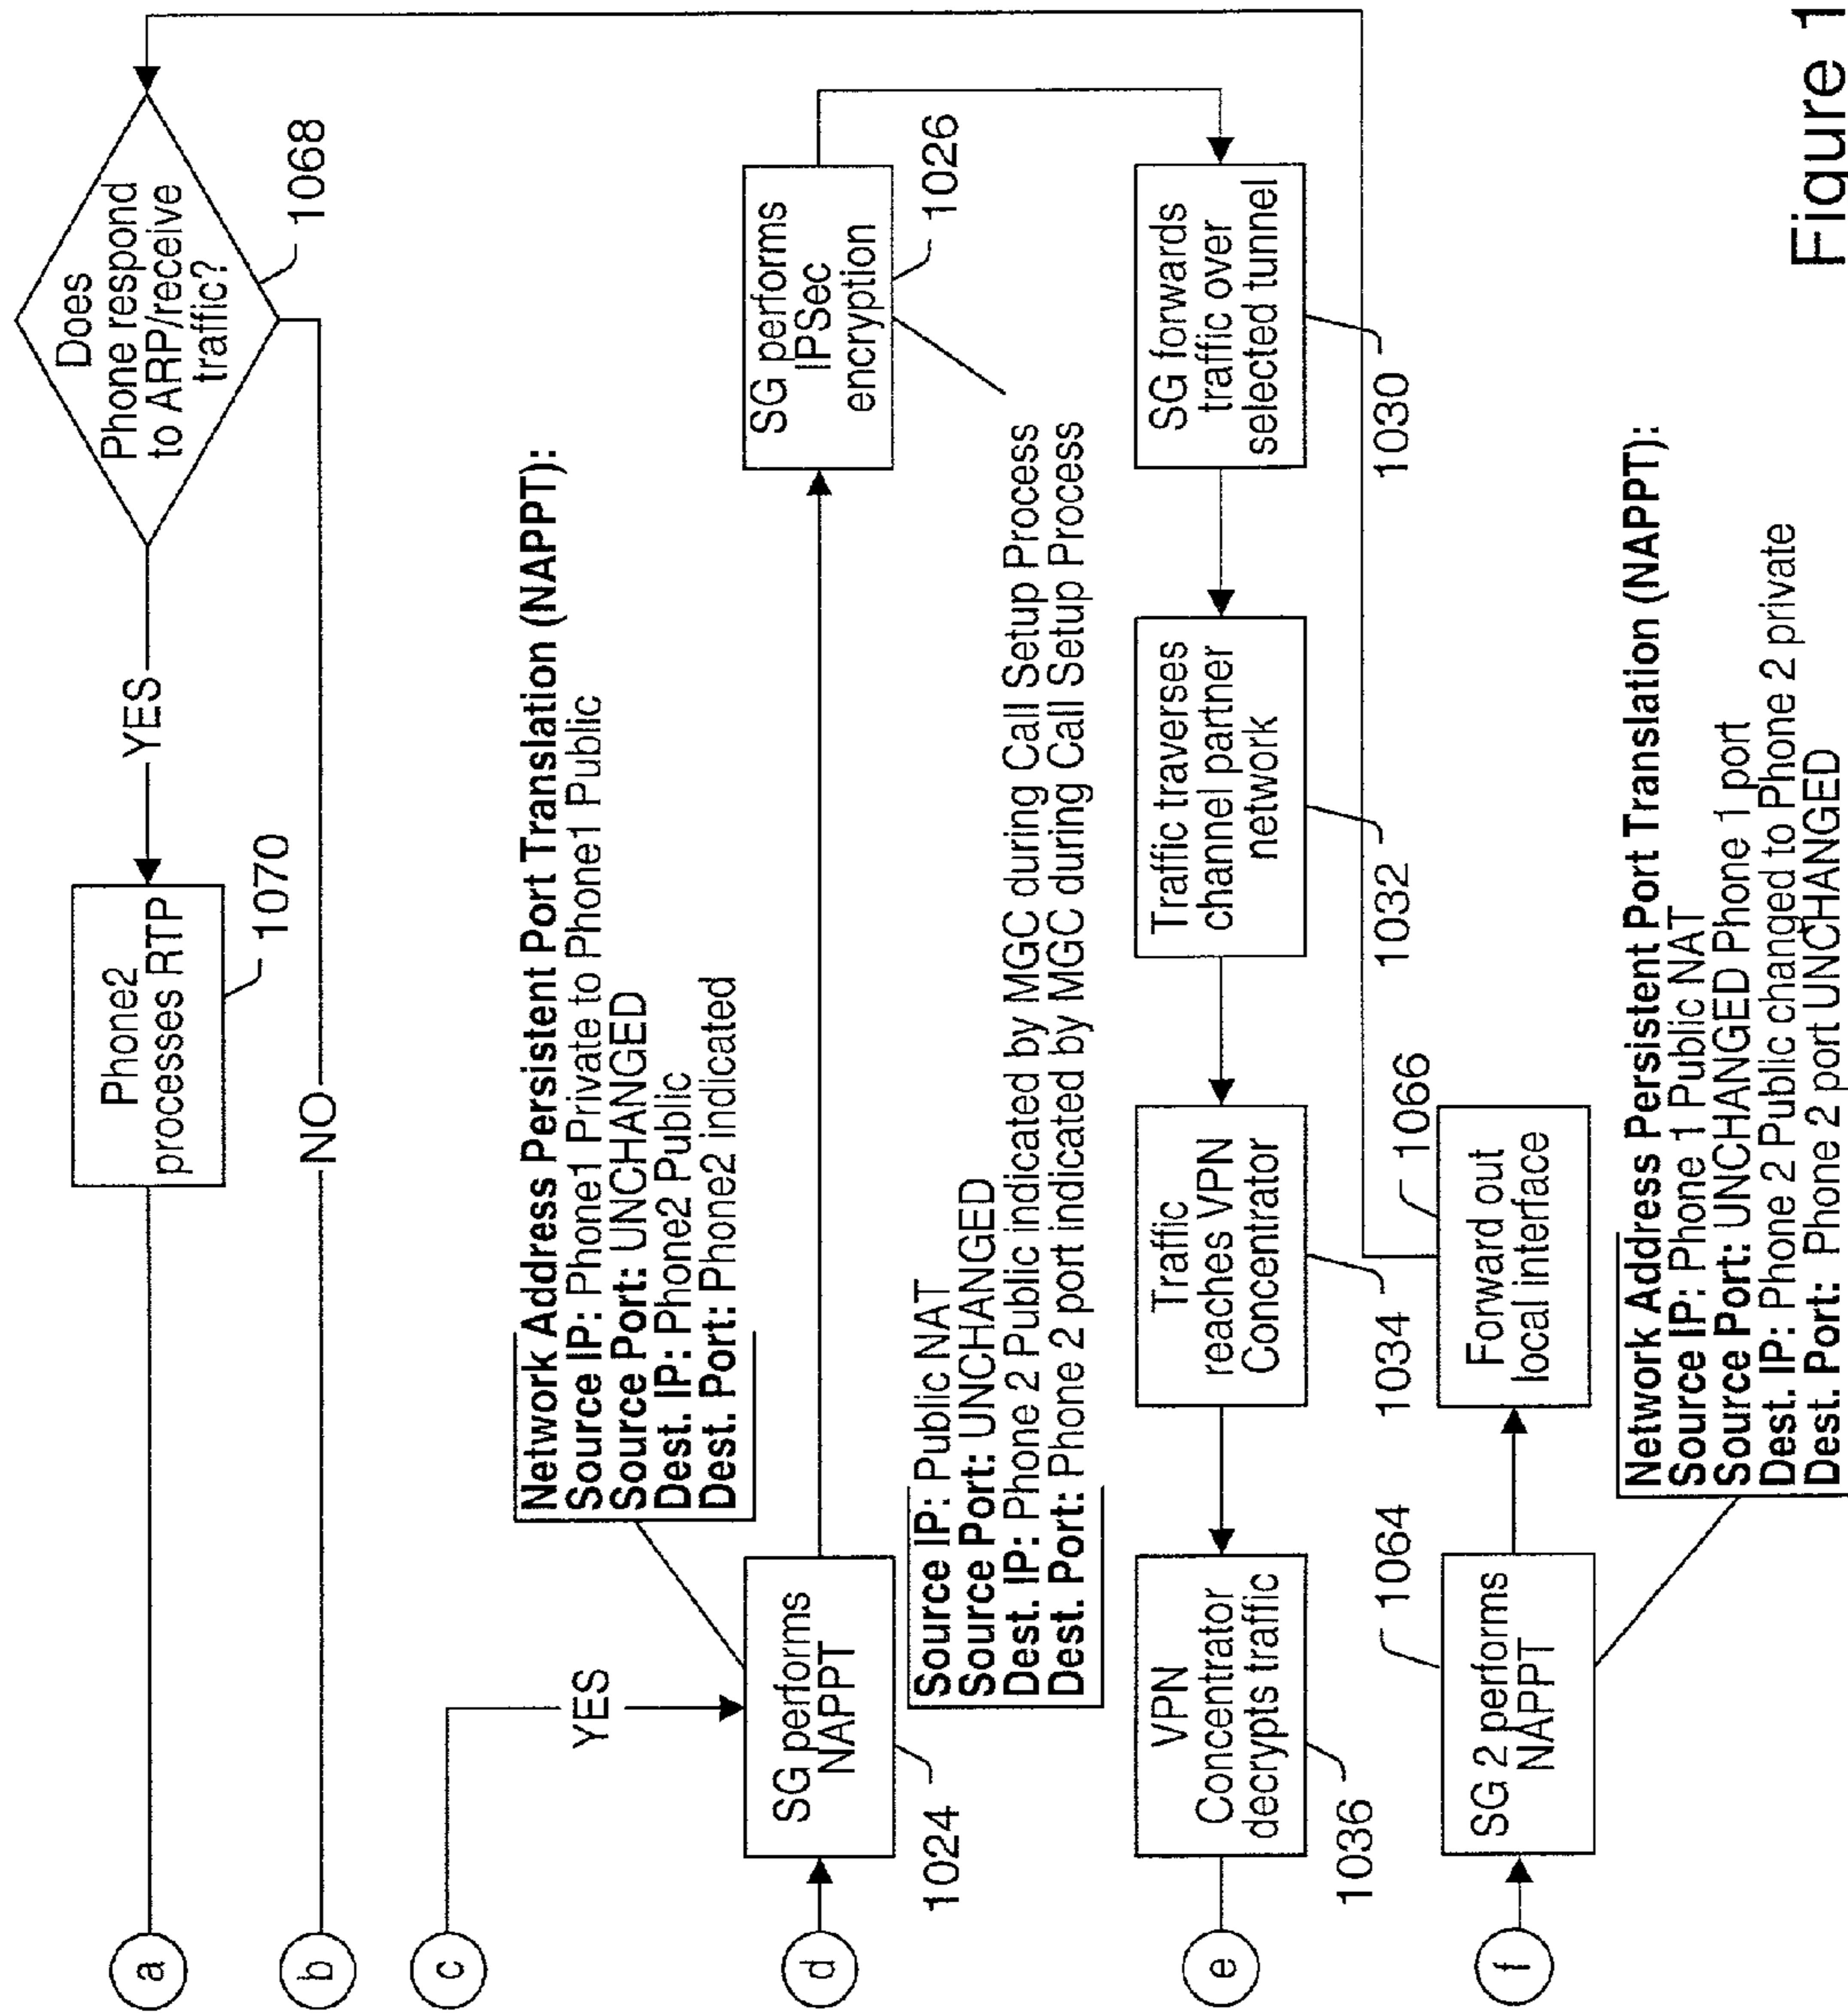 a
Phone2
processes RTP
1070
YES
Does
Phone respond
to ARP/receive
traffic?
1068
b
NO
c
YES
Network Address Persistent Port Translation (NAPPT):
Source IP: Phone1 Private to Phone1 Public
Source Port: UNCHANGED
Dest. IP: Phone2 Public
Dest. Port: Phone2 indicated
d
SG performs
NAPPT
1024
SG performs
IPSec
encryption
1026
Source IP: Public NAT
Source Port: UNCHANGED
Dest. IP: Phone 2 Public indicated by MGC during Call Setup Process
Dest. Port: Phone 2 port indicated by MGC during Call Setup Process
e
VPN
Concentrator
decrypts traffic
1036
Traffic
reaches VPN
Concentrator
1034
Traffic traverses
channel partner
network
1032
SG forwards
traffic over
selected tunnel
1030
f
SG 2 performs
NAPPT
1064
Forward out
local interface
1066
Network Address Persistent Port Translation (NAPPT):
Source IP: Phone 1 Public NAT
Source Port: UNCHANGED Phone 1 port
Dest. IP: Phone 2 Public changed to Phone 2 private
Dest. Port: Phone 2 port UNCHANGED
Figure 1